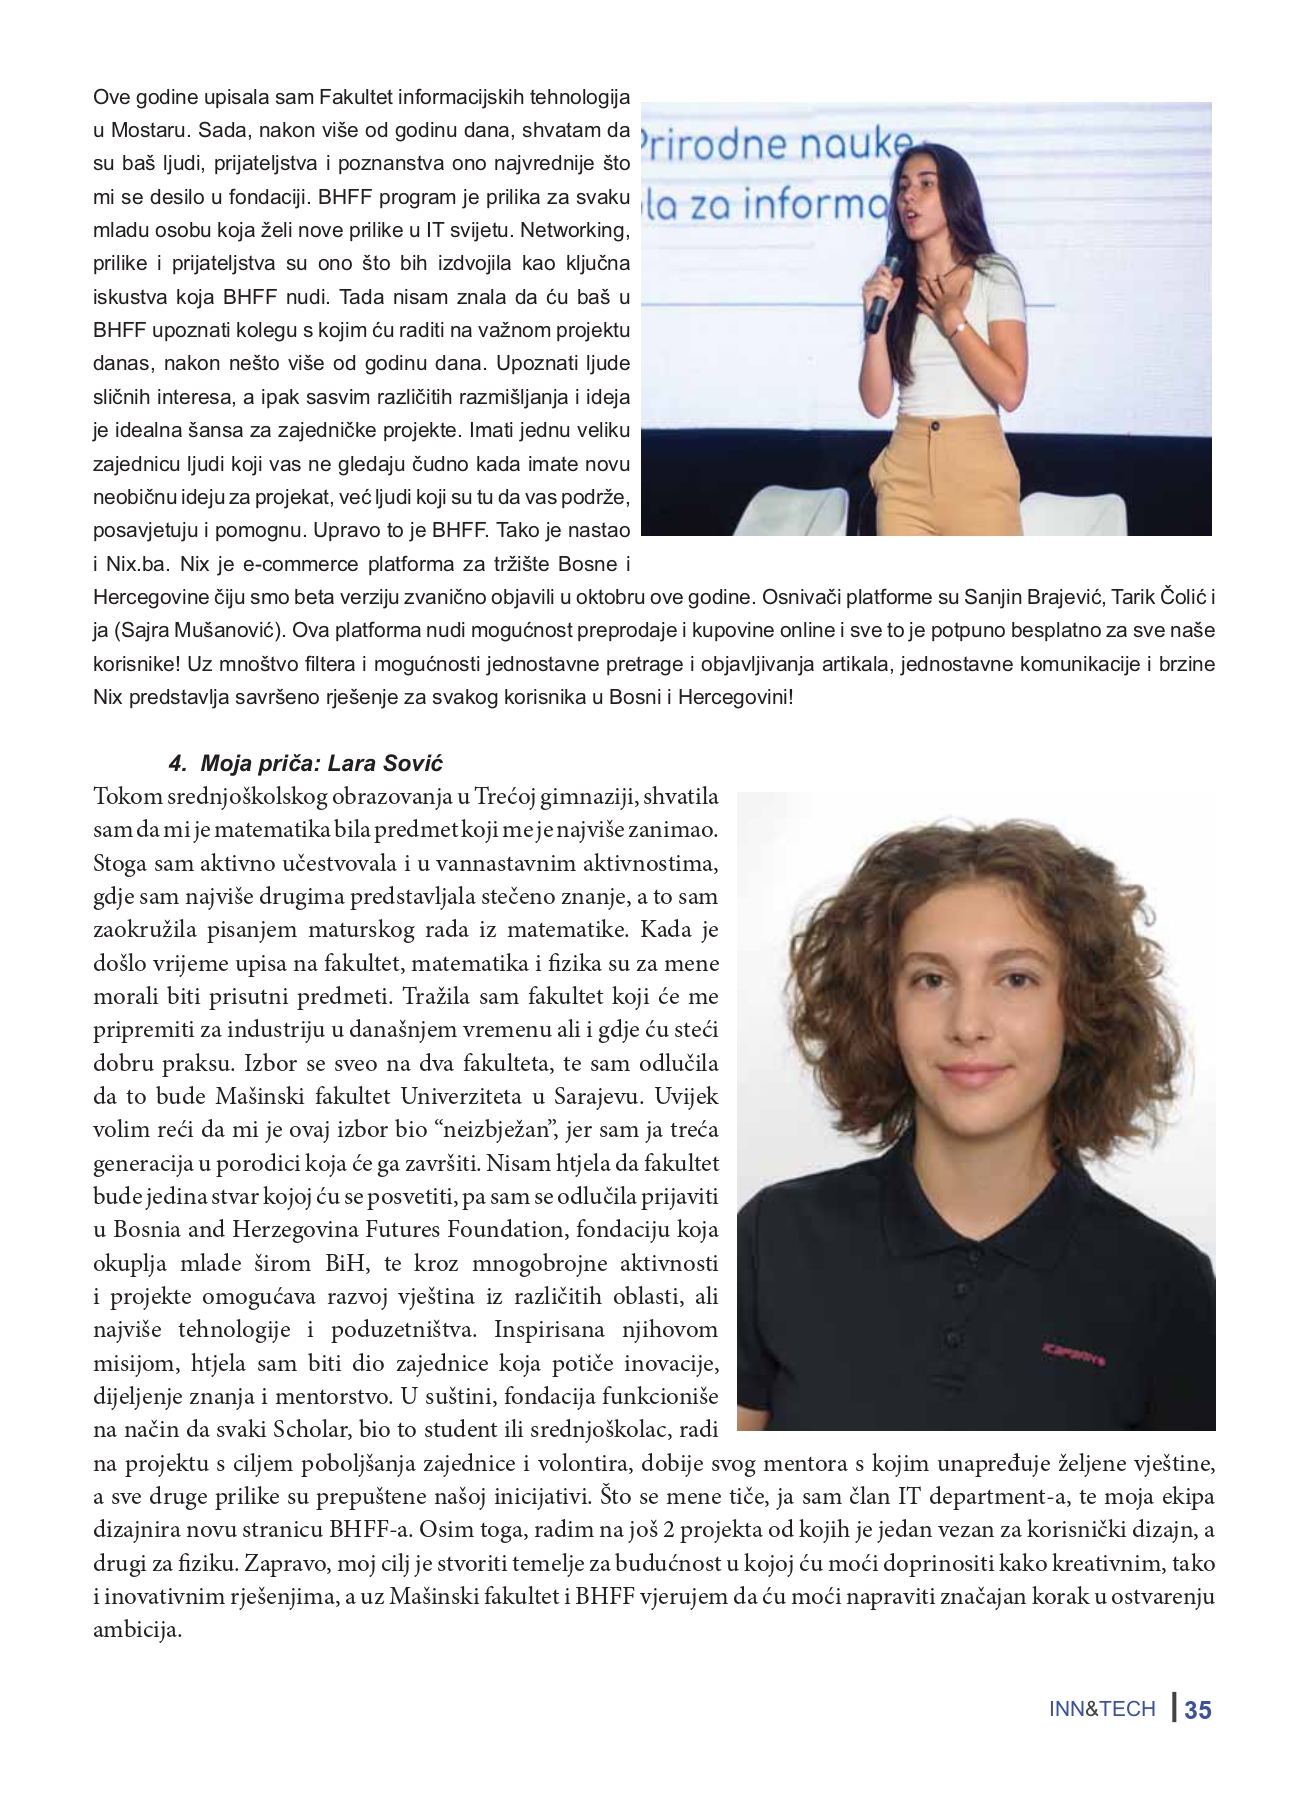 Ove godine upisala sam Fakultet informacijskih tehnologija
u Mostaru. Sada, nakon više od godinu dana, shvatam da
su baš ljudi, prijateljstva i poznanstva ono najvrednije što
mi se desilo u fondaciji. BHFF program je prilika za svaku
mladu osobu koja želi nove prilike u IT svijetu. Networking,
prilike i prijateljstva su ono što bih izdvojila kao ključna
iskustva koja BHFF nudi. Tada nisam znala da ću baš u
BHFF upoznati kolegu s kojim ću raditi na važnom projektu
danas, nakon nešto više od godinu dana. Upoznati ljude
sličnih interesa, a ipak sasvim različitih razmišljanja i ideja
je idealna šansa za zajedničke projekte. Imati jednu veliku
zajednicu ljudi koji vas ne gledaju čudno kada imate novu
neobičnu ideju za projekat, već ljudi koji su tu da vas podrže,
posavjetuju i pomognu. Upravo to je BHFF. Tako je nastao
i Nix.ba. Nix je e-commerce platforma za tržište Bosne i
Hercegovine čiju smo beta verziju zvanično objavili u oktobru ove godine. Osnivači platforme su Sanjin Brajević, Tarik Čolić i
ja (Sajra Mušanović). Ova platforma nudi mogućnost preprodaje i kupovine online i sve to je potpuno besplatno za sve naše
korisnike! Uz mnoštvo filtera i mogućnosti jednostavne pretrage i objavljivanja artikala, jednostavne komunikacije i brzine
Nix predstavlja savršeno rješenje za svakog korisnika u Bosni i Hercegovini!
Prirodne nauke
la za informa
4. Moja priča: Lara Sović
Tokom srednjoškolskog obrazovanja u Trećoj gimnaziji, shvatila
sam da mi je matematika bila predmet koji me je najviše zanimao.
Stoga sam aktivno učestvovala i u vannastavnim aktivnostima,
gdje sam najviše drugima predstavljala stečeno znanje, a to sam
zaokružila pisanjem maturskog rada iz matematike. Kada je
došlo vrijeme upisa na fakultet, matematika i fizika su za mene
morali biti prisutni predmeti. Tražila sam fakultet koji će me
pripremiti za industriju u današnjem vremenu ali i gdje ću steći
dobru praksu. Izbor se sveo na dva fakulteta, te sam odlučila
da to bude Mašinski fakultet Univerziteta u Sarajevu. Uvijek
volim reći da mi je ovaj izbor bio “neizbježan”, jer sam ja treća
generacija u porodici koja će ga završiti. Nisam htjela da fakultet
bude jedina stvar kojoj ću se posvetiti, pa sam se odlučila prijaviti
u Bosnia and Herzegovina Futures Foundation, fondaciju koja
okuplja mlade širom BiH, te kroz mnogobrojne aktivnosti
i projekte omogućava razvoj vještina iz različitih oblasti, ali
najviše tehnologije i poduzetništva. Inspirisana njihovom
misijom, htjela sam biti dio zajednice koja potiče inovacije,
dijeljenje znanja i mentorstvo. U suštini, fondacija funkcioniše
na način da svaki Scholar, bio to student ili srednjoškolac, radi
na projektu s ciljem poboljšanja zajednice i volontira, dobije svog mentora s kojim unapređuje željene vještine,
a sve druge prilike su prepuštene našoj inicijativi. Što se mene tiče, ja sam član IT department-a, te moja ekipa
dizajnira novu stranicu BHFF-a. Osim toga, radim na još 2 projekta od kojih je jedan vezan za korisnički dizajn, a
drugi za fiziku. Zapravo, moj cilj je stvoriti temelje za budućnost u kojoj ću moći doprinositi kako kreativnim, tako
i inovativnim rješenjima, a uz Mašinski fakultet i BHFF vjerujem da ću moći napraviti značajan korak u ostvarenju
ambicija.
INN&TECH | 35